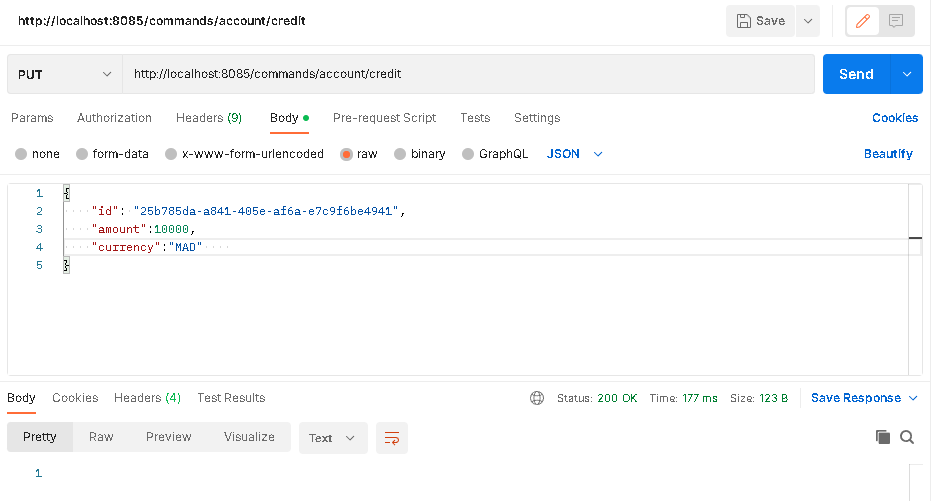 http://localhost:8085/commands/account/credit
Save
PUT
http://localhost:8085/commands/account/credit
Send
Params Authorization Headers (9) Body Pre-request Script Tests Settings Cookies
none form-data x-www-form-urlencoded raw binary GraphQL JSON Beautify
1 {
2 "id": "25b785da-a841-405e-af6a-e7c9f6be4941",
3 "amount":10000,
4 "currency":"MAD"
5 }
Body Cookies Headers (4) Test Results Status: 200 OK Time: 177 ms Size: 123 B Save Response
Pretty Raw Preview Visualize Text
1